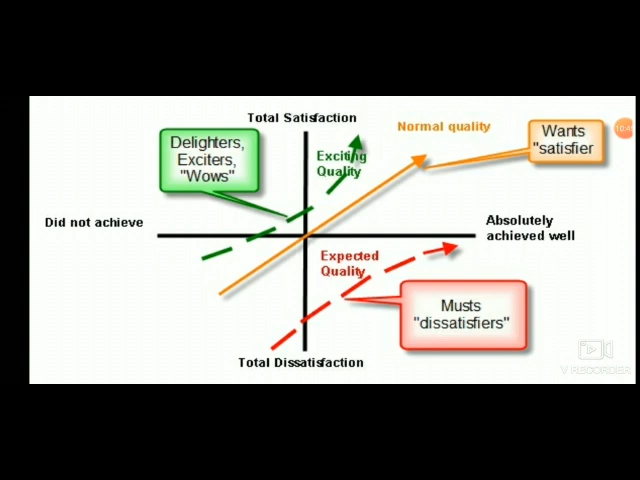 Total Satisfaction
Normal quality
Delighters,
Exciters,
"Wows"
Exciting
Quality
Wants
"satisfier
Did not achieve
Absolutely
achieved well
Expected
Quality
Musts
"dissatisfiers"
Total Dissatisfaction
V RECORDER